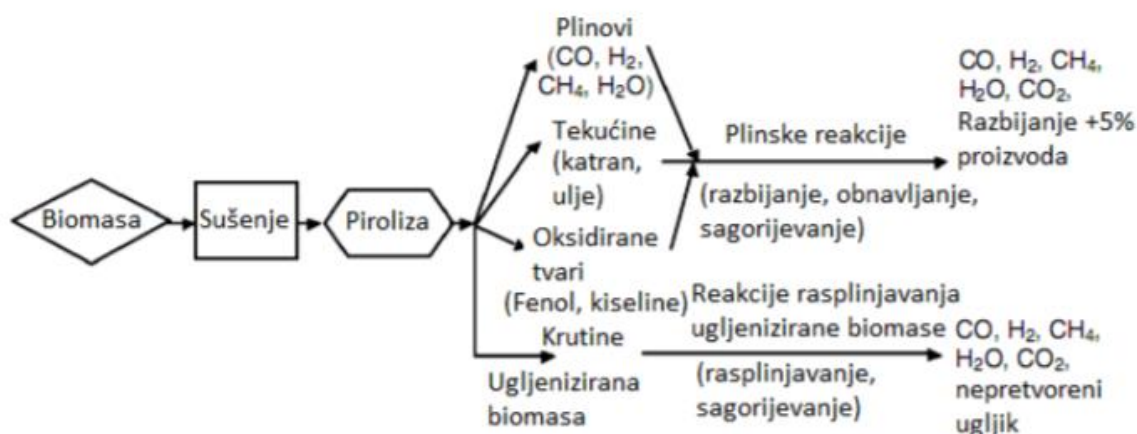 Biomasa
Sušenje
Piroliza
Plinovi
(CO, H₂,
CH₄, H₂O)
Tekućine
(katran,
ulje)
Oksidirane
tvari
(Fenol, kiseline)
Krutine
Ugljenizirana
biomasa
Plinske reakcije
(razbijanje, obnavljanje,
sagorijevanje)
Reakcije rasplinjavanja
ugljenizirane biomase
(rasplinjavanje,
sagorijevanje)
CO, H₂, CH₄,
H₂O, CO₂,
Razbijanje +5%
proizvoda
CO, H₂, CH₄,
H₂O, CO₂,
nepretvoreni
ugljik